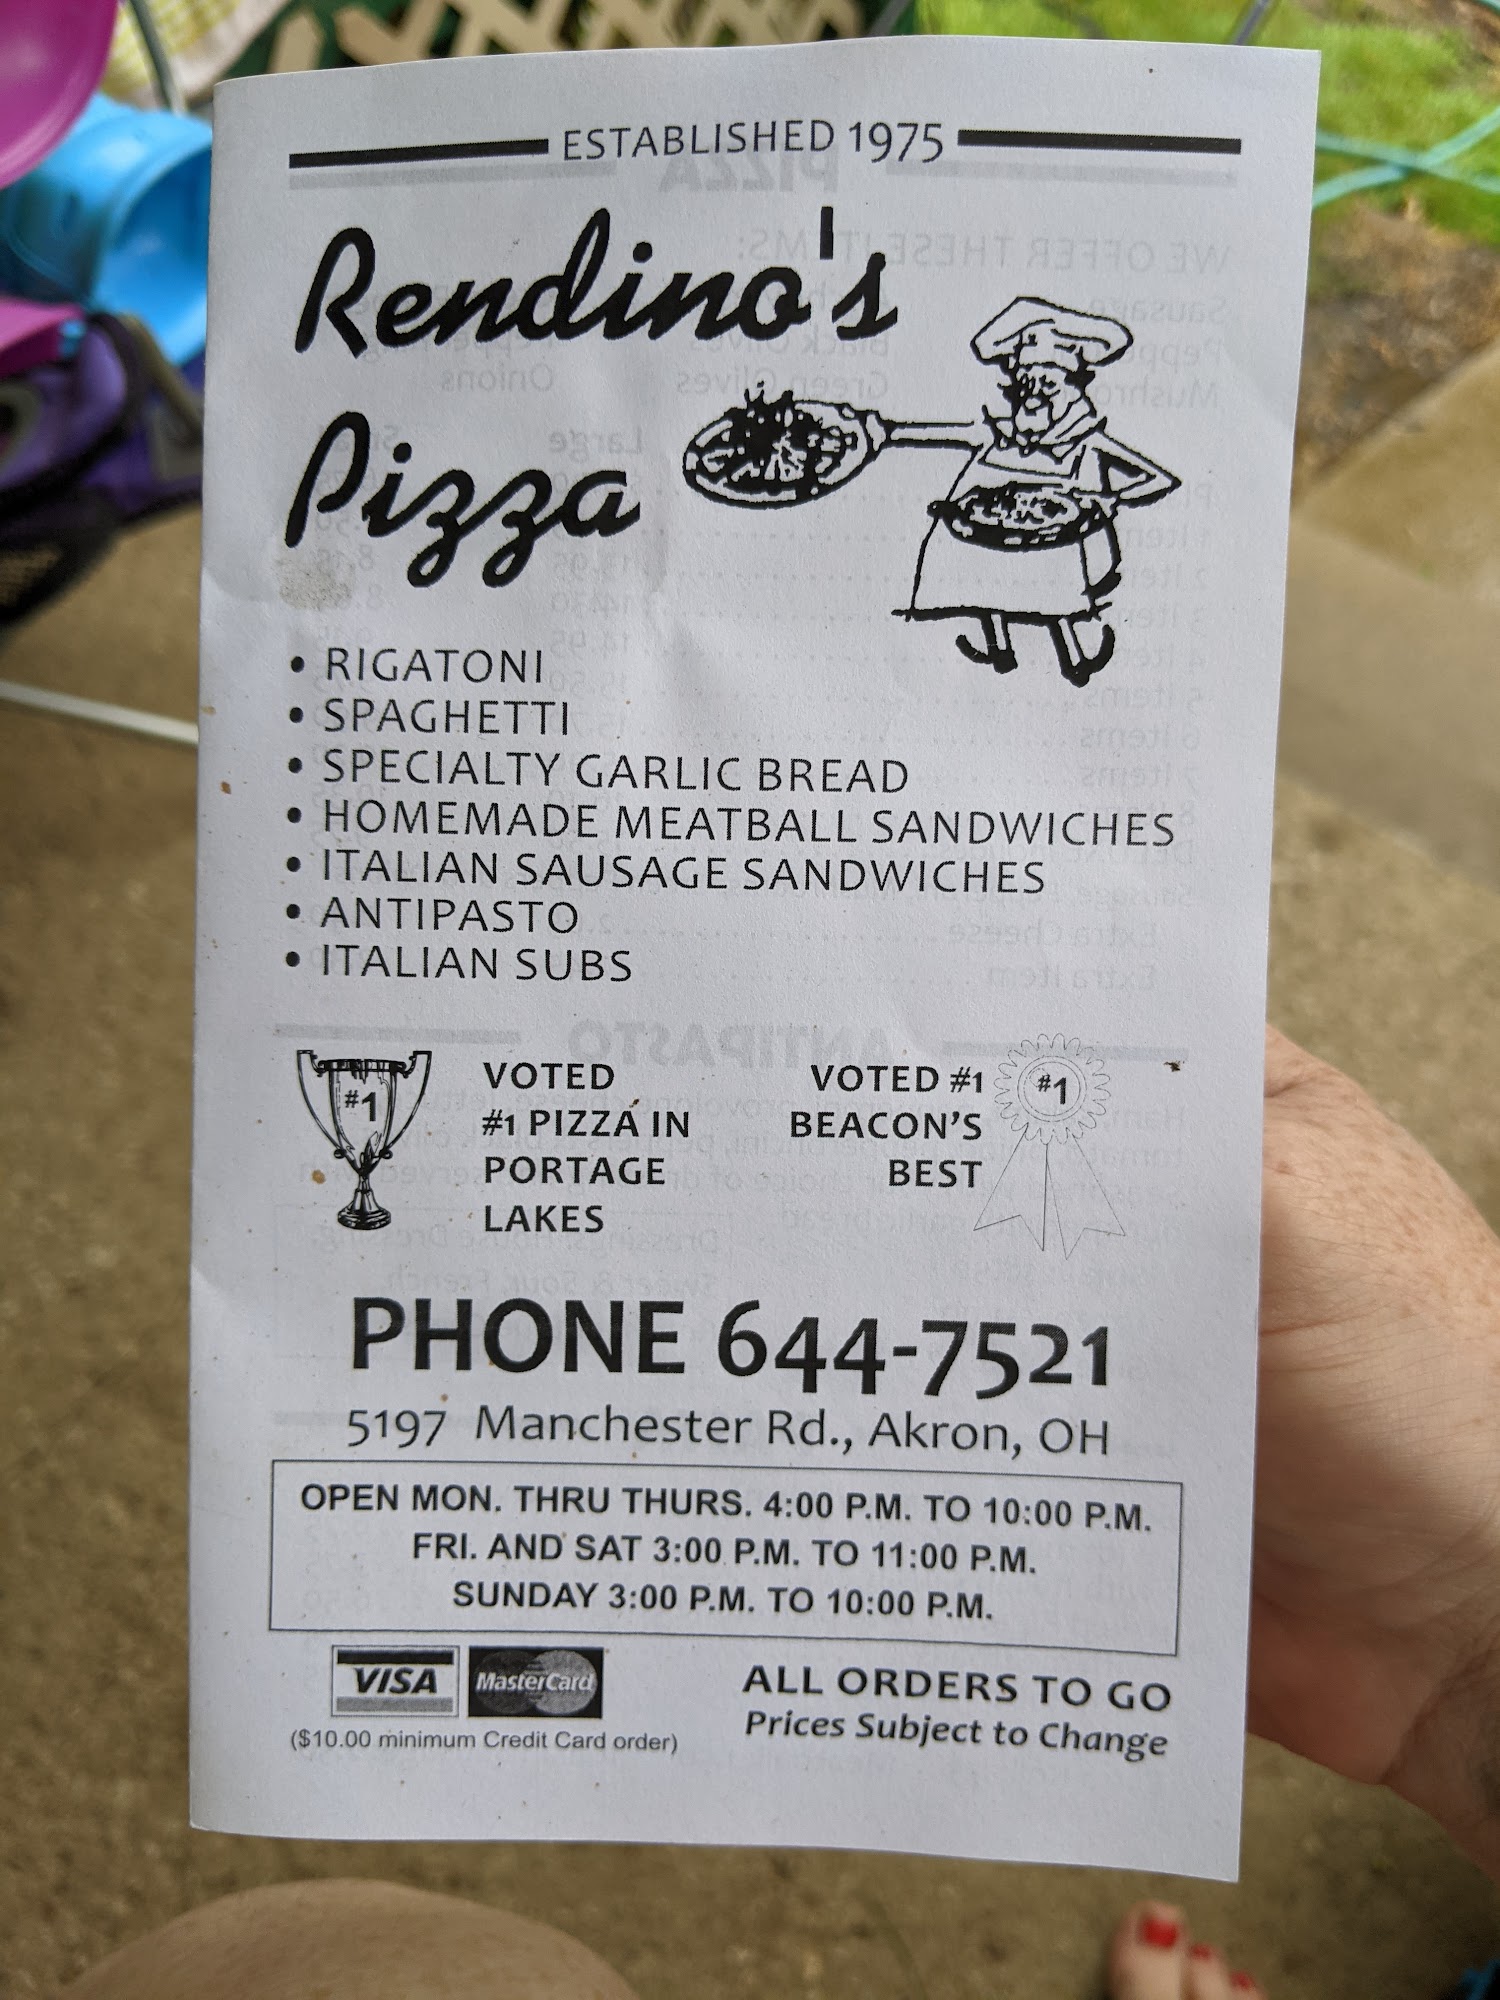 ESTABLISHED 1975
Rendino's
Pizza
• RIGATONI
• SPAGHETTI
• SPECIALTY GARLIC BREAD
• HOMEMADE MEATBALL SANDWICHES
• ITALIAN SAUSAGE SANDWICHES
• ANTIPASTO
• ITALIAN SUBS
#1
VOTED
#1 PIZZA IN
PORTAGE
LAKES
VOTED #1
BEACON'S
BEST
#1
PHONE 644-7521
5197 Manchester Rd., Akron, OH
OPEN MON. THRU THURS. 4:00 P.M. TO 10:00 P.M.
FRI. AND SAT 3:00 P.M. TO 11:00 P.M.
SUNDAY 3:00 P.M. TO 10:00 P.M.
VISA MasterCard
($10.00 minimum Credit Card order)
ALL ORDERS TO GO
Prices Subject to Change